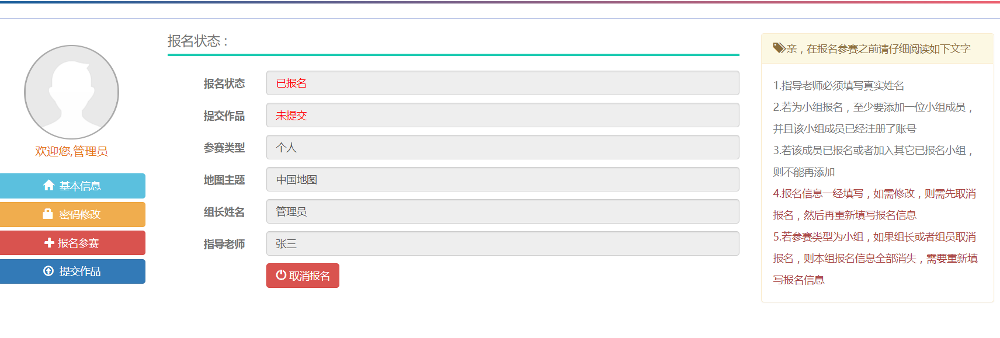 欢迎您,管理员
基本信息
密码修改
报名参赛
提交作品
报名状态：
报名状态 已报名
提交作品 未提交
参赛类型 个人
地图主题 中国地图
组长姓名 管理员
指导老师 张三
取消报名
亲，在报名参赛之前请仔细阅读如下文字
1.指导老师必须填写真实姓名
2.若为小组报名，至少要添加一位小组成员，
并且该小组成员已经注册了账号
3.若该成员已报名或者加入其它已报名小组，
则不能再添加
4.报名信息一经填写，如需修改，则需先取消
报名，然后再重新填写报名信息
5.若参赛类型为小组，如果组长或者组员取消
报名，则本组报名信息全部消失，需要重新填
写报名信息